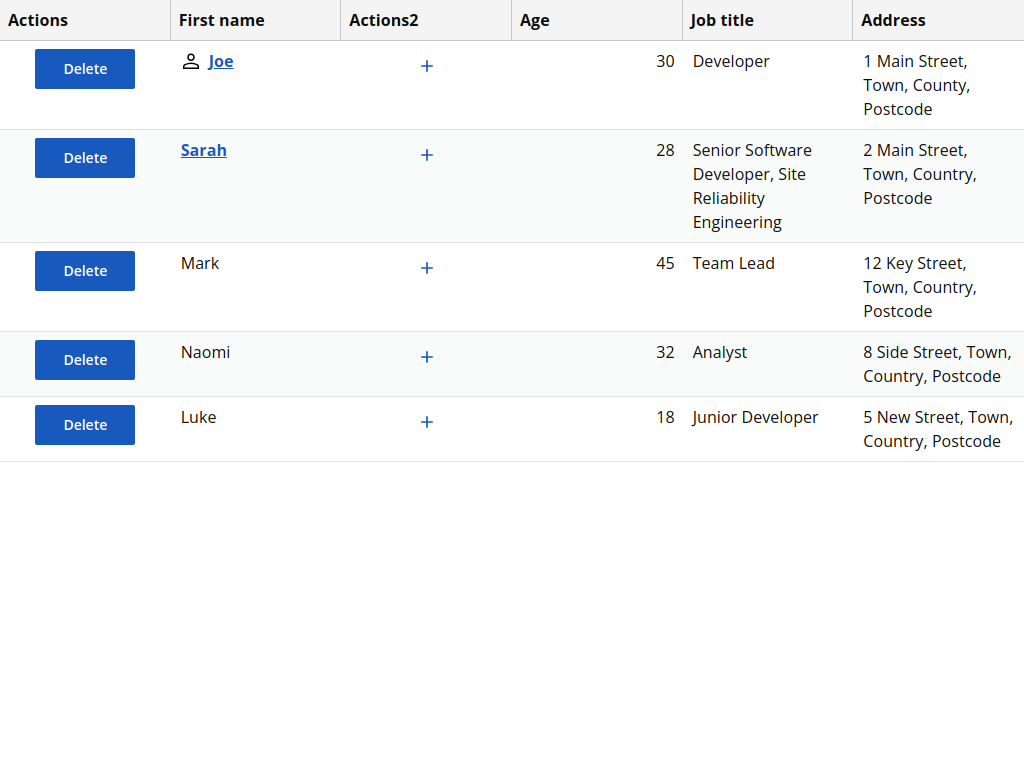 Actions First name Actions2 Age Job title Address
Delete Joe + 30 Developer 1 Main Street,
Town, County,
Postcode
Delete Sarah + 28 Senior Software 2 Main Street,
Developer, Site Town, Country,
Reliability Postcode
Engineering
Delete Mark + 45 Team Lead 12 Key Street,
Town, Country,
Postcode
Delete Naomi + 32 Analyst 8 Side Street, Town,
Country, Postcode
Delete Luke + 18 Junior Developer 5 New Street, Town,
Country, Postcode